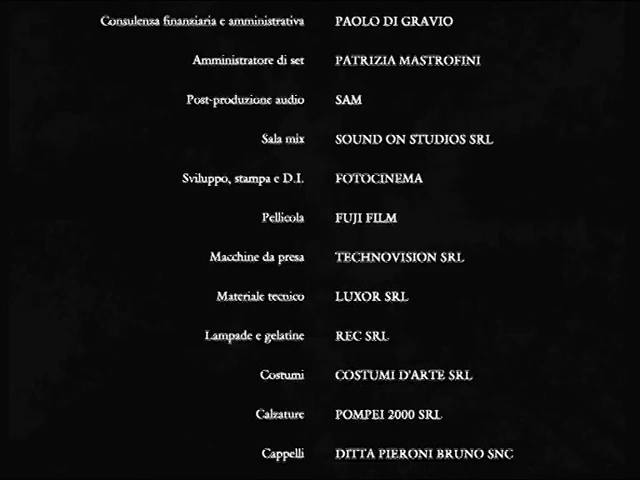 Consulenza finanziaria e amministrativa PAOLO DI GRAVIO
Amministratore di set PATRIZIA MASTROFINI
Post-produzione audio SAM
Sala mix SOUND ON STUDIOS SRL
Sviluppo, stampa e D.I. FOTOCINEMA
Pellicola FUJI FILM
Macchine da presa TECHNOVISION SRL
Materiale tecnico LUXOR SRL
Lampade e gelatine REC SRL
Costumi COSTUMI D'ARTE SRL
Calzature POMPEI 2000 SRL
Cappelli DITTA PIERONI BRUNO SNC